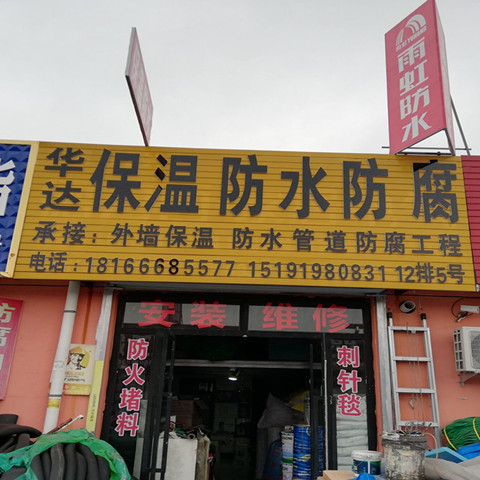 雨虹防水
华达 保温 防水防腐
承接：外墙保温 防水管道防腐工程
电话：18166685577 15191980831 12排5号
安装 维修
防火堵料
刺针毯